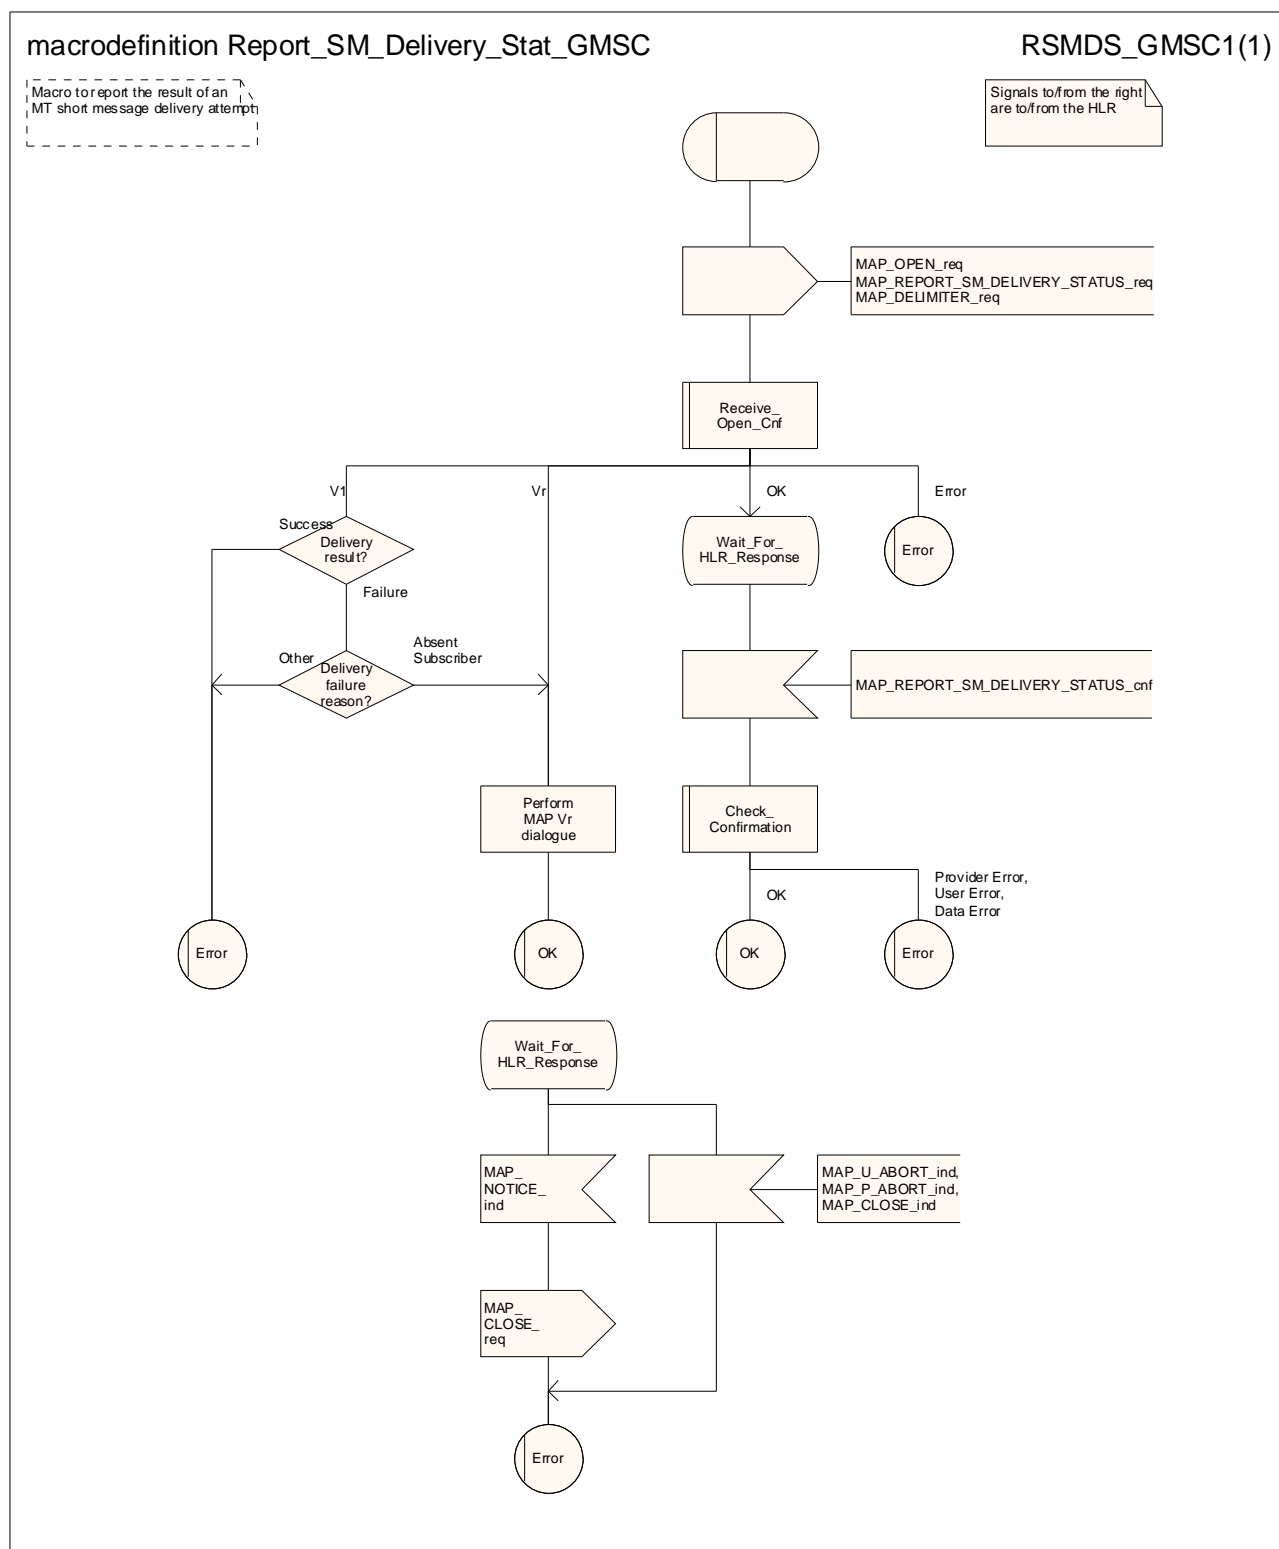 macrodefinition Report_SM_Delivery_Stat_GMSC
RSMDS_GMSC1(1)
Macro to report the result of an
MT short message delivery attempt
Signals to/from the right
are to/from the HLR
MAP_OPEN_req
MAP_REPORT_SM_DELIVERY_STATUS_req
MAP_DELIMITER_req
Receive_
Open_Cnf
V1
Vr
OK
Error
Success
Delivery
result?
Wait_For_
HLR_Response
Error
Failure
Absent
Subscriber
Other
Delivery
failure
reason?
MAP_REPORT_SM_DELIVERY_STATUS_cnf
Perform
MAP Vr
dialogue
Check_
Confirmation
OK
Provider Error,
User Error,
Data Error
Error
OK
OK
Error
Wait_For_
HLR_Response
MAP_
NOTICE_
ind
MAP_U_ABORT_ind,
MAP_P_ABORT_ind,
MAP_CLOSE_ind
MAP_
CLOSE_
req
Error